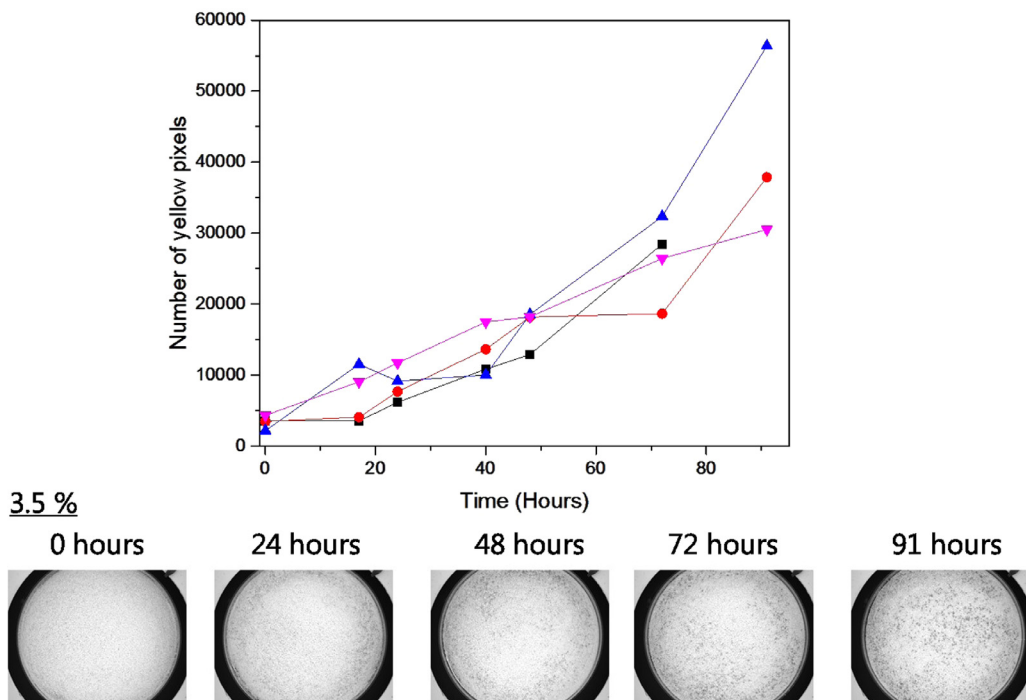 60000
50000
40000
30000
20000
10000
0
Number of yellow pixels
0 20 40 60 80
Time (Hours)
3.5 %
0 hours 24 hours 48 hours 72 hours 91 hours